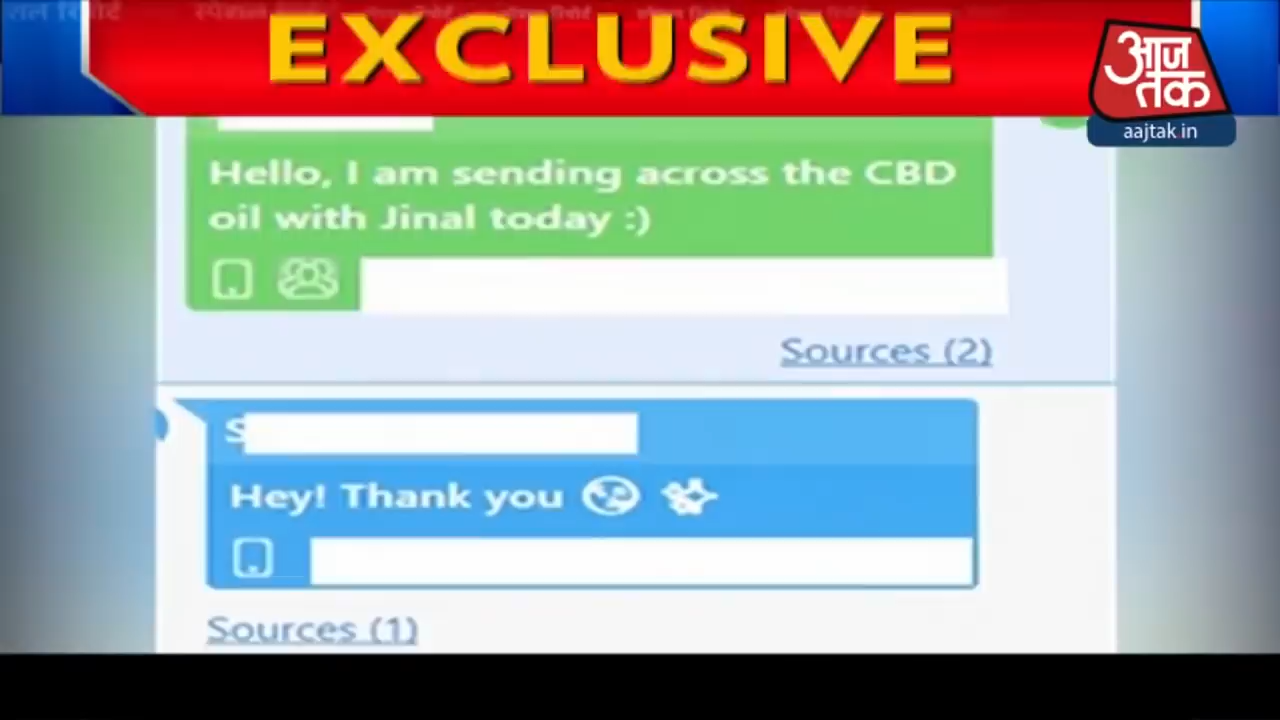 EXCLUSIVE
आज
तक
aajtak.in
Hello, I am sending across the CBD
oil with Jinal today :)
Sources (2)
S
Hey! Thank you
Sources (1)